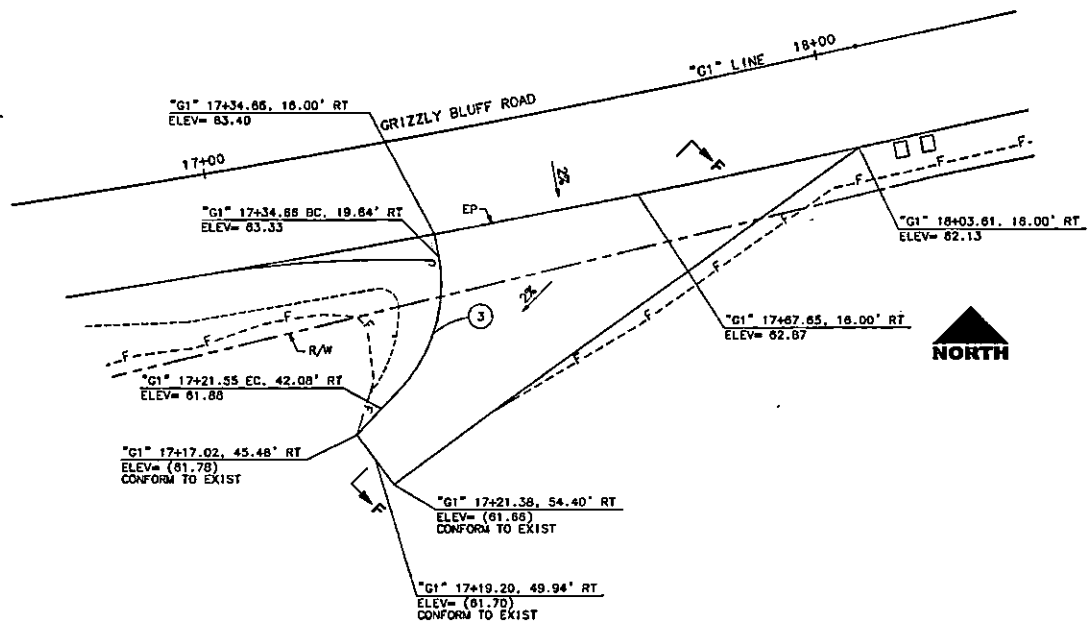 18+00
"G1" LINE
"G1" 17+34.66, 16.00' RT
ELEV= 63.40
GRIZZLY BLUFF ROAD
17+00
2%
F
"G1" 17+34.66 BC, 19.64' RT
ELEV= 63.33
EP
F
F
"G1" 18+03.61, 16.00' RT
ELEV= 62.13
F
F
2%
F
3
F
"G1" 17+67.65, 16.00' RT
ELEV= 62.87
NORTH
F
R/W
F
F
"G1" 17+21.55 EC, 42.08' RT
ELEV= 61.88
F
"G1" 17+17.02, 45.48' RT
ELEV= (61.78)
CONFORM TO EXIST
F
"G1" 17+21.38, 54.40' RT
ELEV= (61.66)
CONFORM TO EXIST
"G1" 17+19.20, 49.94' RT
ELEV= (61.70)
CONFORM TO EXIST